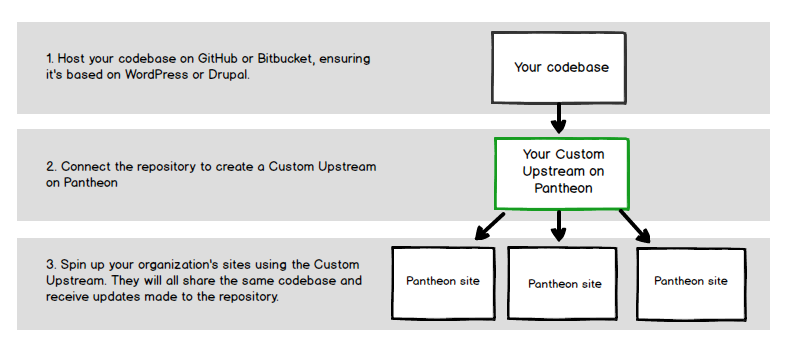 1. Host your codebase on GitHub or Bitbucket, ensuring
it's based on WordPress or Drupal.
Your codebase
2. Connect the repository to create a Custom Upstream
on Pantheon
Your Custom
Upstream on
Pantheon
3. Spin up your organization's sites using the Custom
Upstream. They will all share the same codebase and
receive updates made to the repository.
Pantheon site
Pantheon site
Pantheon site